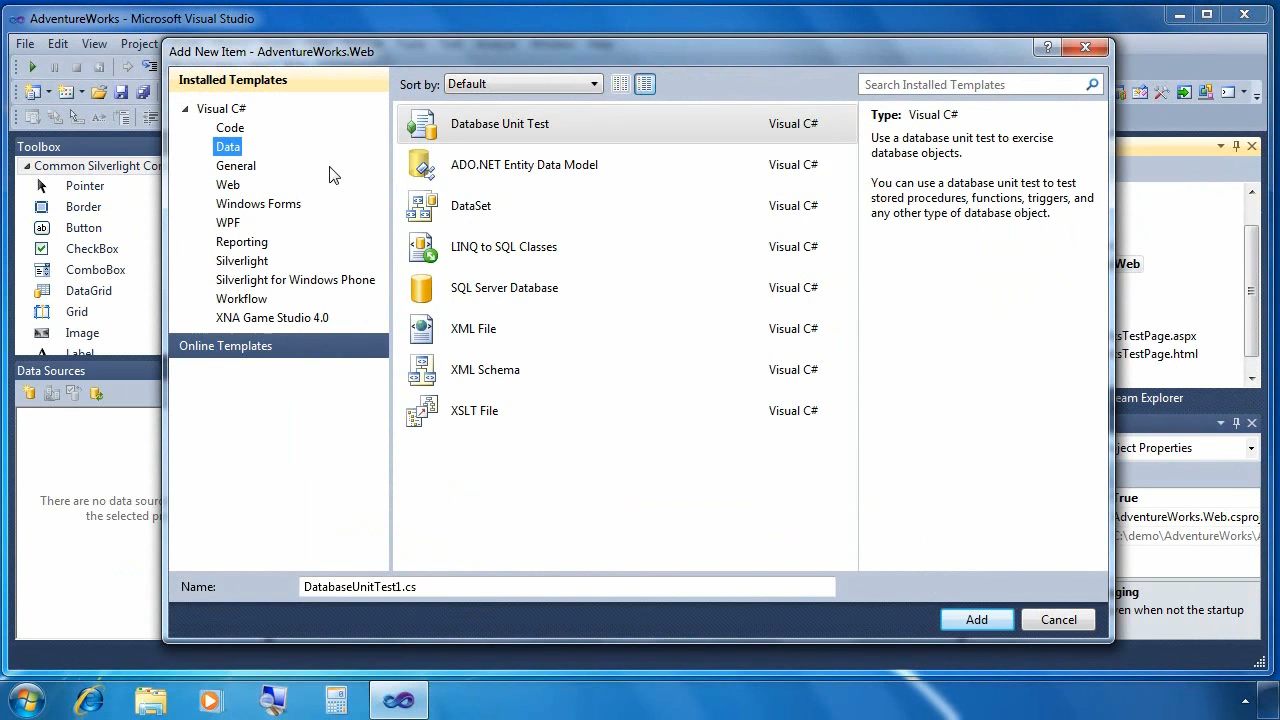 AdventureWorks - Microsoft Visual Studio
File Edit View Project
Add New Item - AdventureWorks.Web
Installed Templates
Visual C#
Code
Data
General
Web
Windows Forms
WPF
Reporting
Silverlight
Silverlight for Windows Phone
Workflow
XNA Game Studio 4.0
Online Templates
Sort by: Default
Search Installed Templates
Database Unit Test Visual C#
ADO.NET Entity Data Model Visual C#
DataSet Visual C#
LINQ to SQL Classes Visual C#
SQL Server Database Visual C#
XML File Visual C#
XML Schema Visual C#
XSLT File Visual C#
Type: Visual C#
Use a database unit test to exercise
database objects.
You can use a database unit test to test
stored procedures, functions, triggers, and
any other type of database object.
Name: DatabaseUnitTest1.cs
Add Cancel
Toolbox
Common Silverlight Co
Pointer
Border
Button
CheckBox
ComboBox
DataGrid
Grid
Image
Label
Data Sources
There are no data sourc
the selected p
Web
sTestPage.aspx
sTestPage.html
eam Explorer
ject Properties
True
AdventureWorks.Web.csproj
C:\demo\AdventureWorks\A
ging
ven when not the startup